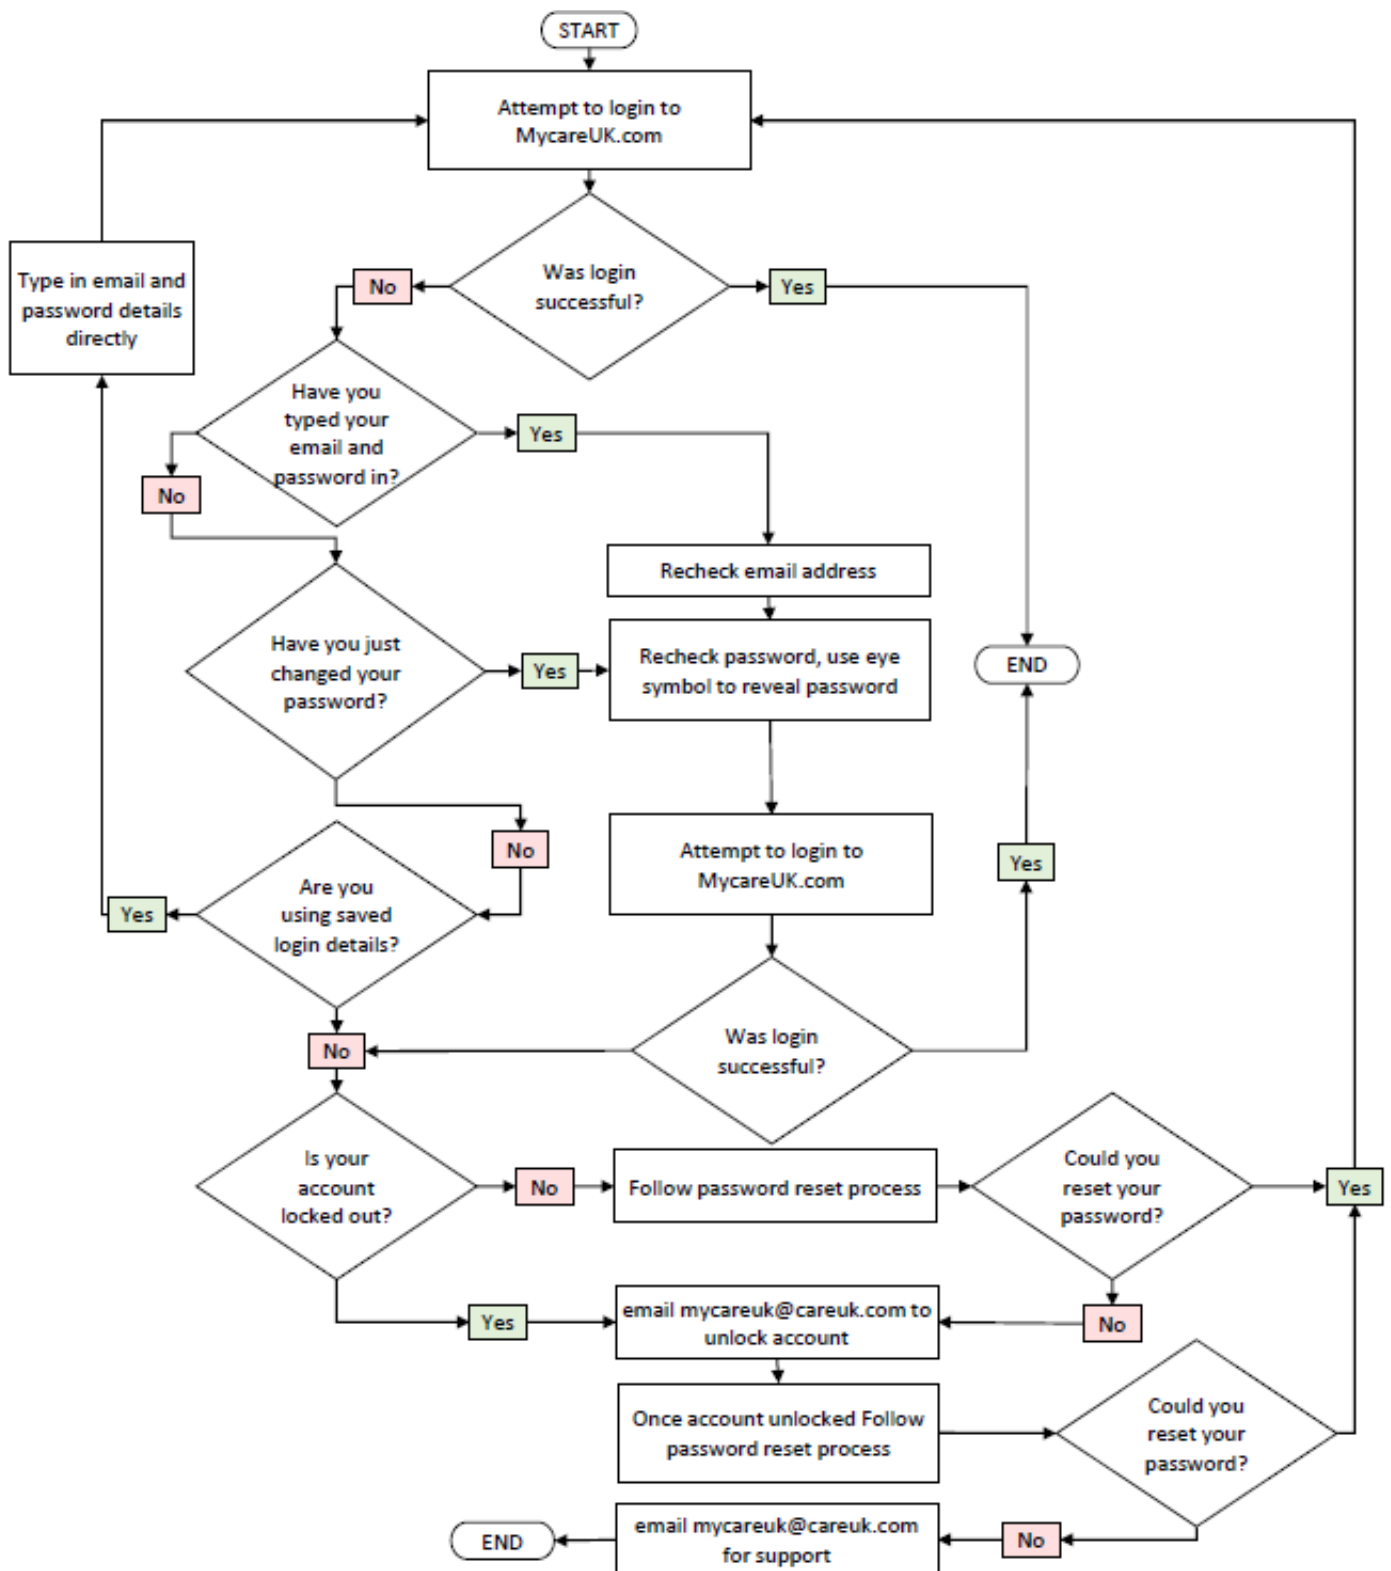 START
Attempt to login to
MycareUK.com
Type in email and
password details
directly
Was login
successful?
No
Yes
Have you
typed your
email and
password in?
Yes
No
Recheck email address
Have you just
changed your
password?
Yes
Recheck password, use eye
symbol to reveal password
END
No
Attempt to login to
MycareUK.com
Yes
Are you
using saved
login details?
Yes
No
Was login
successful?
Is your
account
locked out?
No
Follow password reset process
Could you
reset your
password?
Yes
Yes
email mycareuk@careuk.com to
unlock account
No
Once account unlocked Follow
password reset process
Could you
reset your
password?
END
email mycareuk@careuk.com
for support
No